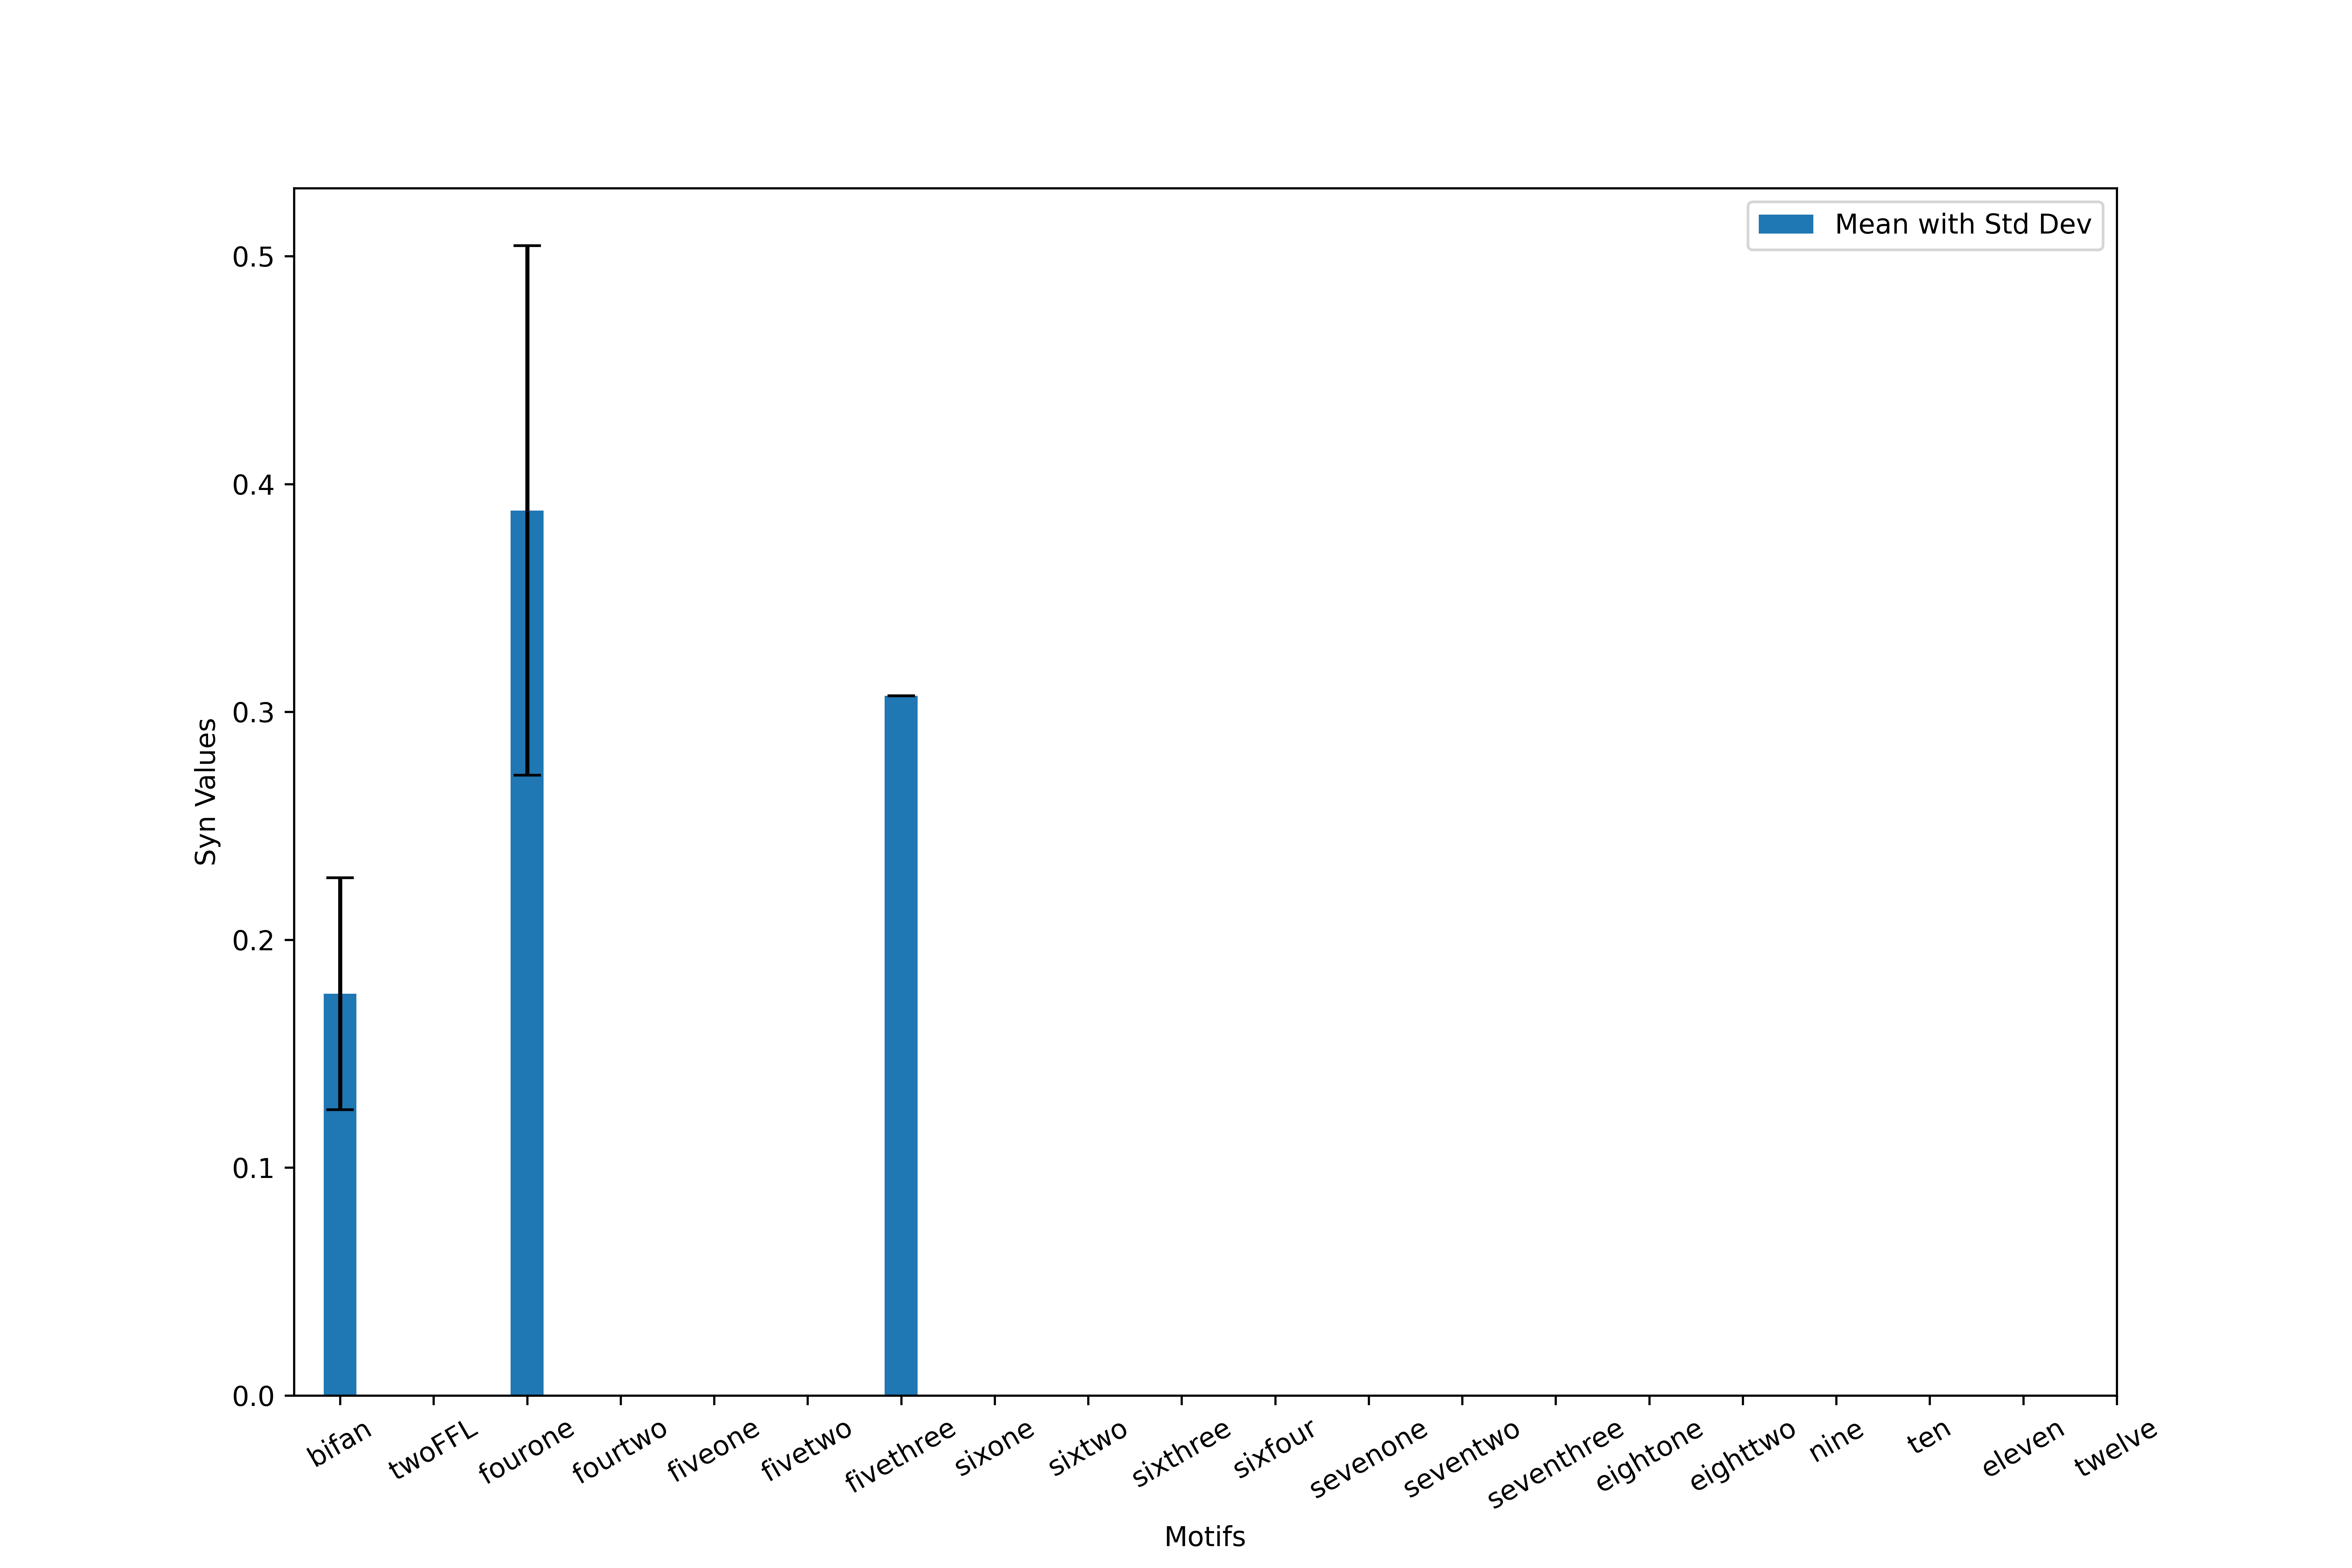 Mean with Std Dev
0.5
0.4
0.3
0.2
0.1
0.0
Syn Values
bifan
twoFFL
fourone
fourtwo
fiveone
fivetwo
fivethree
sixone
sixtwo
sixthree
sixfour
sevenone
seventwo
seventhree
eightone
eighttwo
nine
ten
eleven
twelve
Motifs